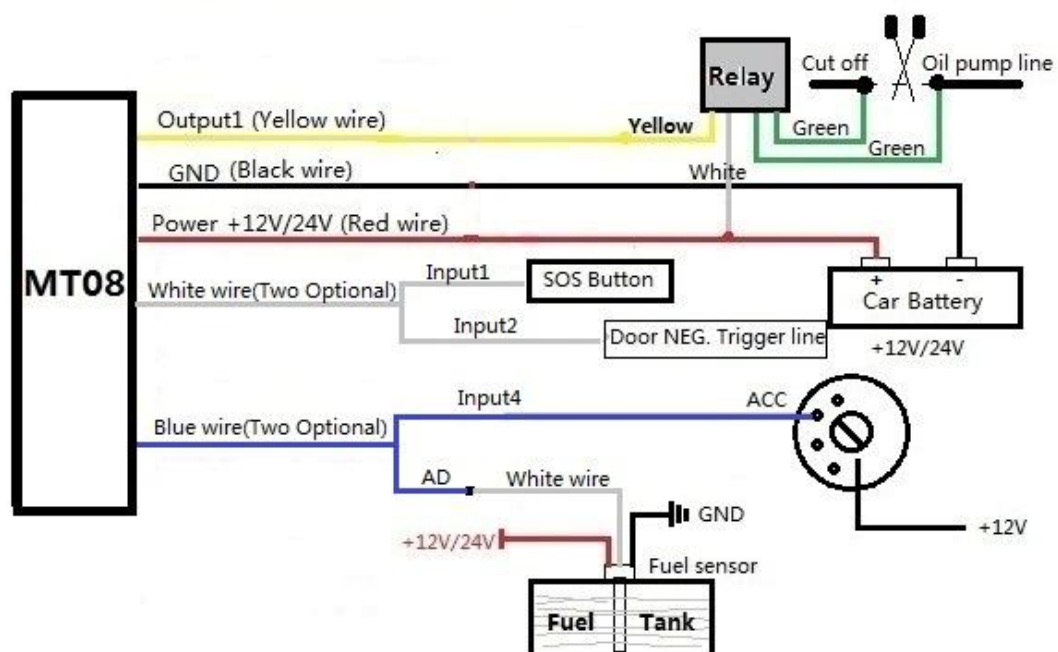 Relay
Cut off
Oil pump line
Output1 (Yellow wire)
Yellow
Green
Green
GND (Black wire)
White
Power +12V/24V (Red wire)
MT08
White wire(Two Optional)
Input1
SOS Button
Input2
Door NEG. Trigger line
+ -
Car Battery
+12V/24V
Blue wire(Two Optional)
Input4
ACC
AD
White wire
GND
+12V
+12V/24V
Fuel sensor
Fuel Tank